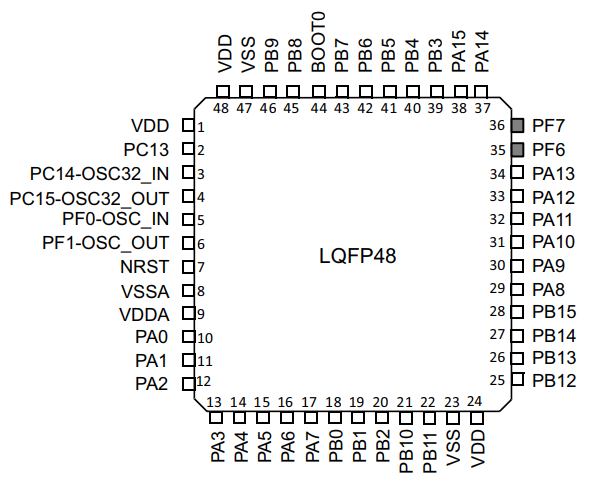 VDD
VSS
PB9
PB8
BOOT0
PB7
PB6
PB5
PB4
PB3
PA15
PA14
48 47 46 45 44 43 42 41 40 39 38 37
VDD 1 36 PF7
PC13 2 35 PF6
PC14-OSC32_IN 3 34 PA13
PC15-OSC32_OUT 4 33 PA12
PF0-OSC_IN 5 32 PA11
PF1-OSC_OUT 6 31 PA10
LQFP48
NRST 7 30 PA9
VSSA 8 29 PA8
VDDA 9 28 PB15
PA0 10 27 PB14
PA1 11 26 PB13
PA2 12 25 PB12
13 14 15 16 17 18 19 20 21 22 23 24
PA3
PA4
PA5
PA6
PA7
PB0
PB1
PB2
PB10
PB11
VSS
VDD